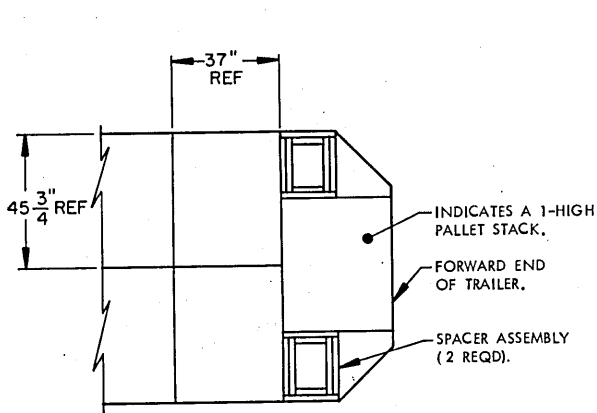 37"
REF
45 3/4" REF
INDICATES A 1-HIGH
PALLET STACK.
FORWARD END
OF TRAILER.
SPACER ASSEMBLY
(2 REQD).